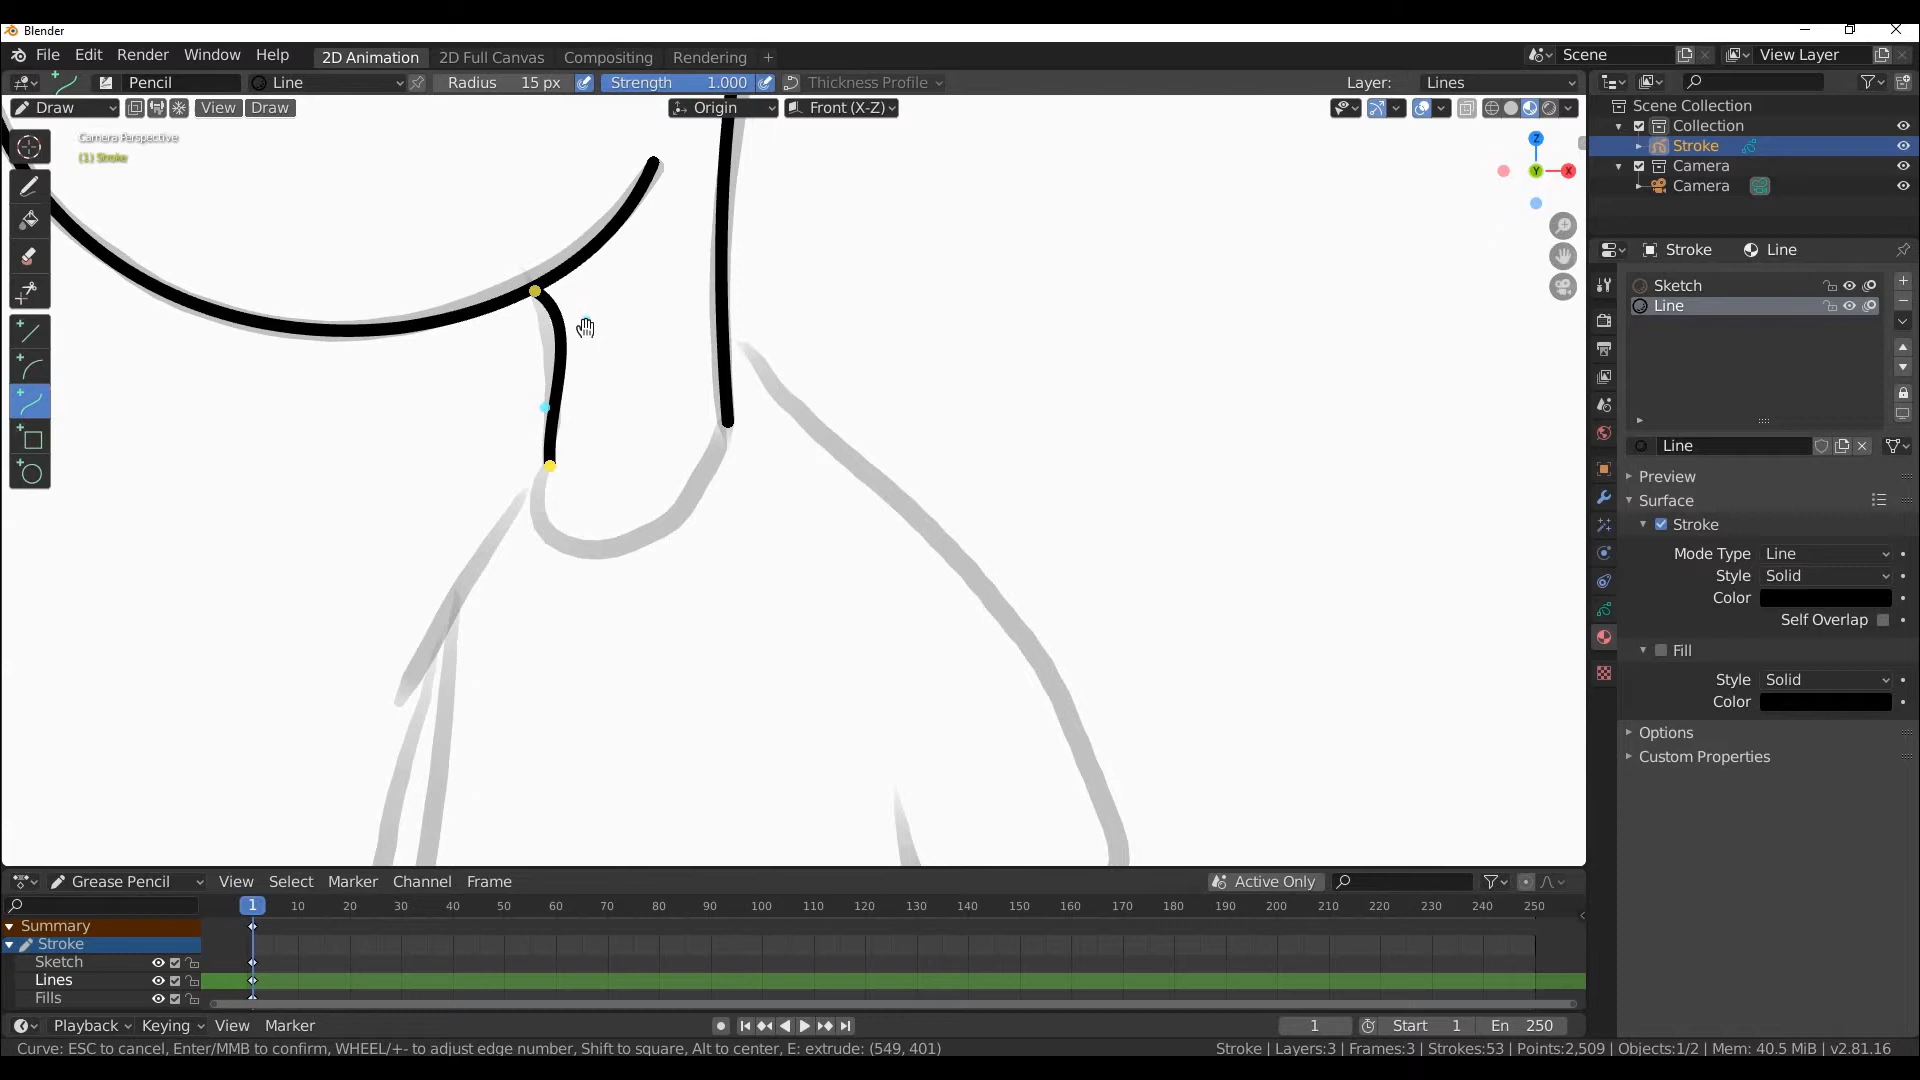 Blender
File Edit Render Window Help 2D Animation 2D Full Canvas Compositing Rendering + Scene View Layer
Pencil Line Radius 15 px Strength 1.000 Thickness Profile Layer: Lines
Draw View Draw Origin Front (X-Z)
Camera Perspective
(1) Stroke
Z
Y
X
Scene Collection
Collection
Stroke
Camera
Camera
Stroke Line
Sketch
Line
Line
Preview
Surface
Stroke
Mode Type Line
Style Solid
Color
Self Overlap
Fill
Style Solid
Color
Options
Custom Properties
Grease Pencil View Select Marker Channel Frame Active Only
1 10 20 30 40 50 60 70 80 90 100 110 120 130 140 150 160 170 180 190 200 210 220 230 240 250
Summary
Stroke
Sketch
Lines
Fills
Playback Keying View Marker 1 Start 1 En 250
Curve: ESC to cancel, Enter/MMB to confirm, WHEEL/+- to adjust edge number, Shift to square, Alt to center, E: extrude: (549, 401) Stroke | Layers:3 | Frames:3 | Strokes:53 | Points:2,509 | Objects:1/2 | Mem: 40.5 MiB | v2.81.16